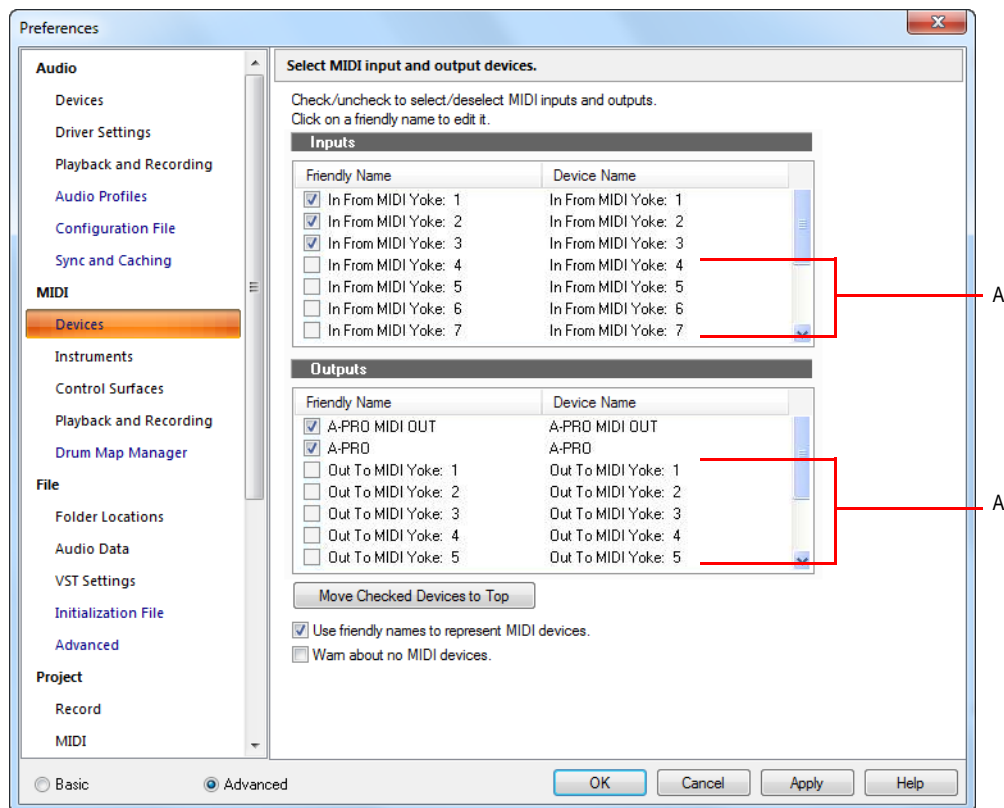 Preferences
Audio
Devices
Driver Settings
Playback and Recording
Audio Profiles
Configuration File
Sync and Caching
MIDI
Devices
Instruments
Control Surfaces
Playback and Recording
Drum Map Manager
File
Folder Locations
Audio Data
VST Settings
Initialization File
Advanced
Project
Record
MIDI
Basic
Advanced
Select MIDI input and output devices.
Check/uncheck to select/deselect MIDI inputs and outputs.
Click on a friendly name to edit it.
Inputs
Friendly Name Device Name
In From MIDI Yoke: 1 In From MIDI Yoke: 1
In From MIDI Yoke: 2 In From MIDI Yoke: 2
In From MIDI Yoke: 3 In From MIDI Yoke: 3
In From MIDI Yoke: 4 In From MIDI Yoke: 4
In From MIDI Yoke: 5 In From MIDI Yoke: 5
In From MIDI Yoke: 6 In From MIDI Yoke: 6
In From MIDI Yoke: 7 In From MIDI Yoke: 7
A
Outputs
Friendly Name Device Name
A-PRO MIDI OUT A-PRO MIDI OUT
A-PRO A-PRO
Out To MIDI Yoke: 1 Out To MIDI Yoke: 1
Out To MIDI Yoke: 2 Out To MIDI Yoke: 2
Out To MIDI Yoke: 3 Out To MIDI Yoke: 3
Out To MIDI Yoke: 4 Out To MIDI Yoke: 4
Out To MIDI Yoke: 5 Out To MIDI Yoke: 5
A
Move Checked Devices to Top
Use friendly names to represent MIDI devices.
Warn about no MIDI devices.
OK Cancel Apply Help